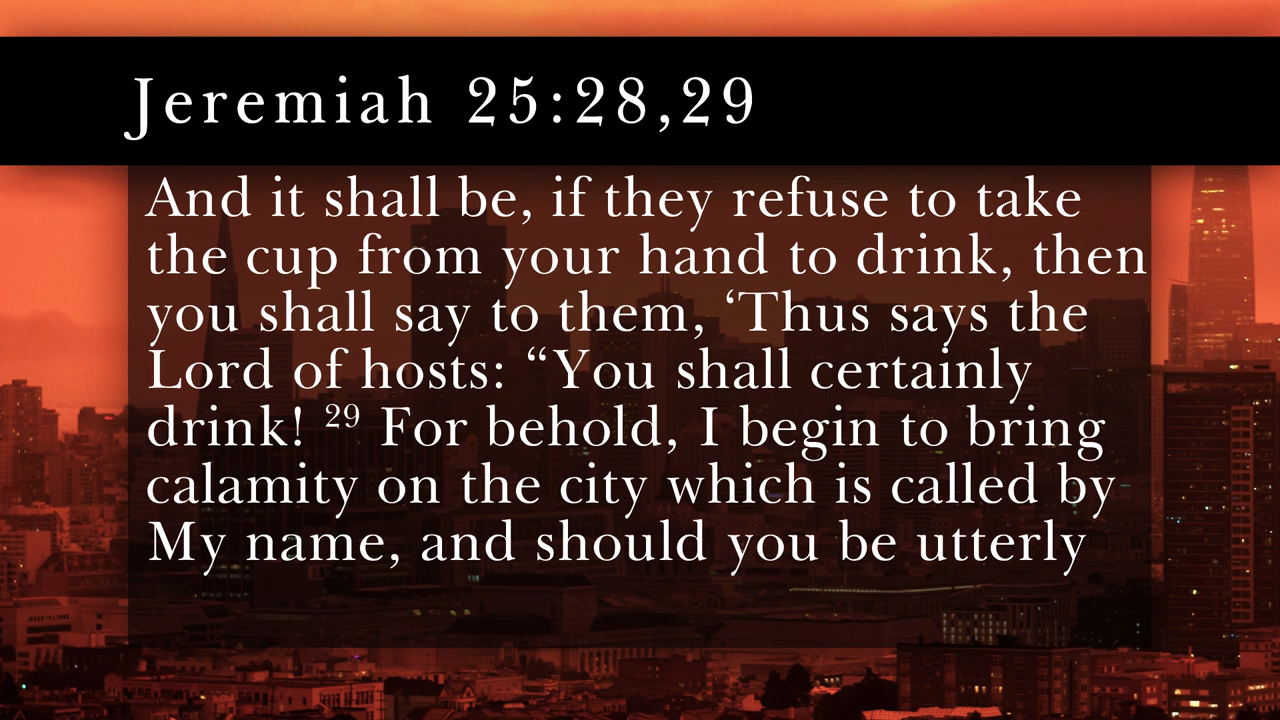 Jeremiah 25:28,29
And it shall be, if they refuse to take
the cup from your hand to drink, then
you shall say to them, ‘Thus says the
Lord of hosts: “You shall certainly
drink! 29 For behold, I begin to bring
calamity on the city which is called by
My name, and should you be utterly